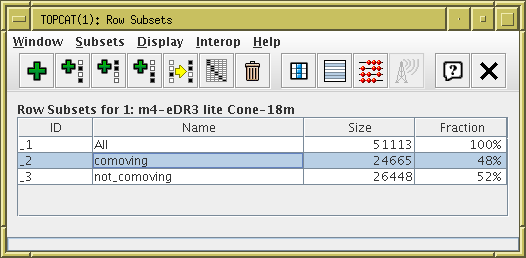 TOPCAT(1): Row Subsets
Window Subsets Display Interop Help
Row Subsets for 1: m4-eDR3 lite Cone-18m
ID Name Size Fraction
_1 All 51113 100%
_2 comoving 24665 48%
_3 not_comoving 26448 52%